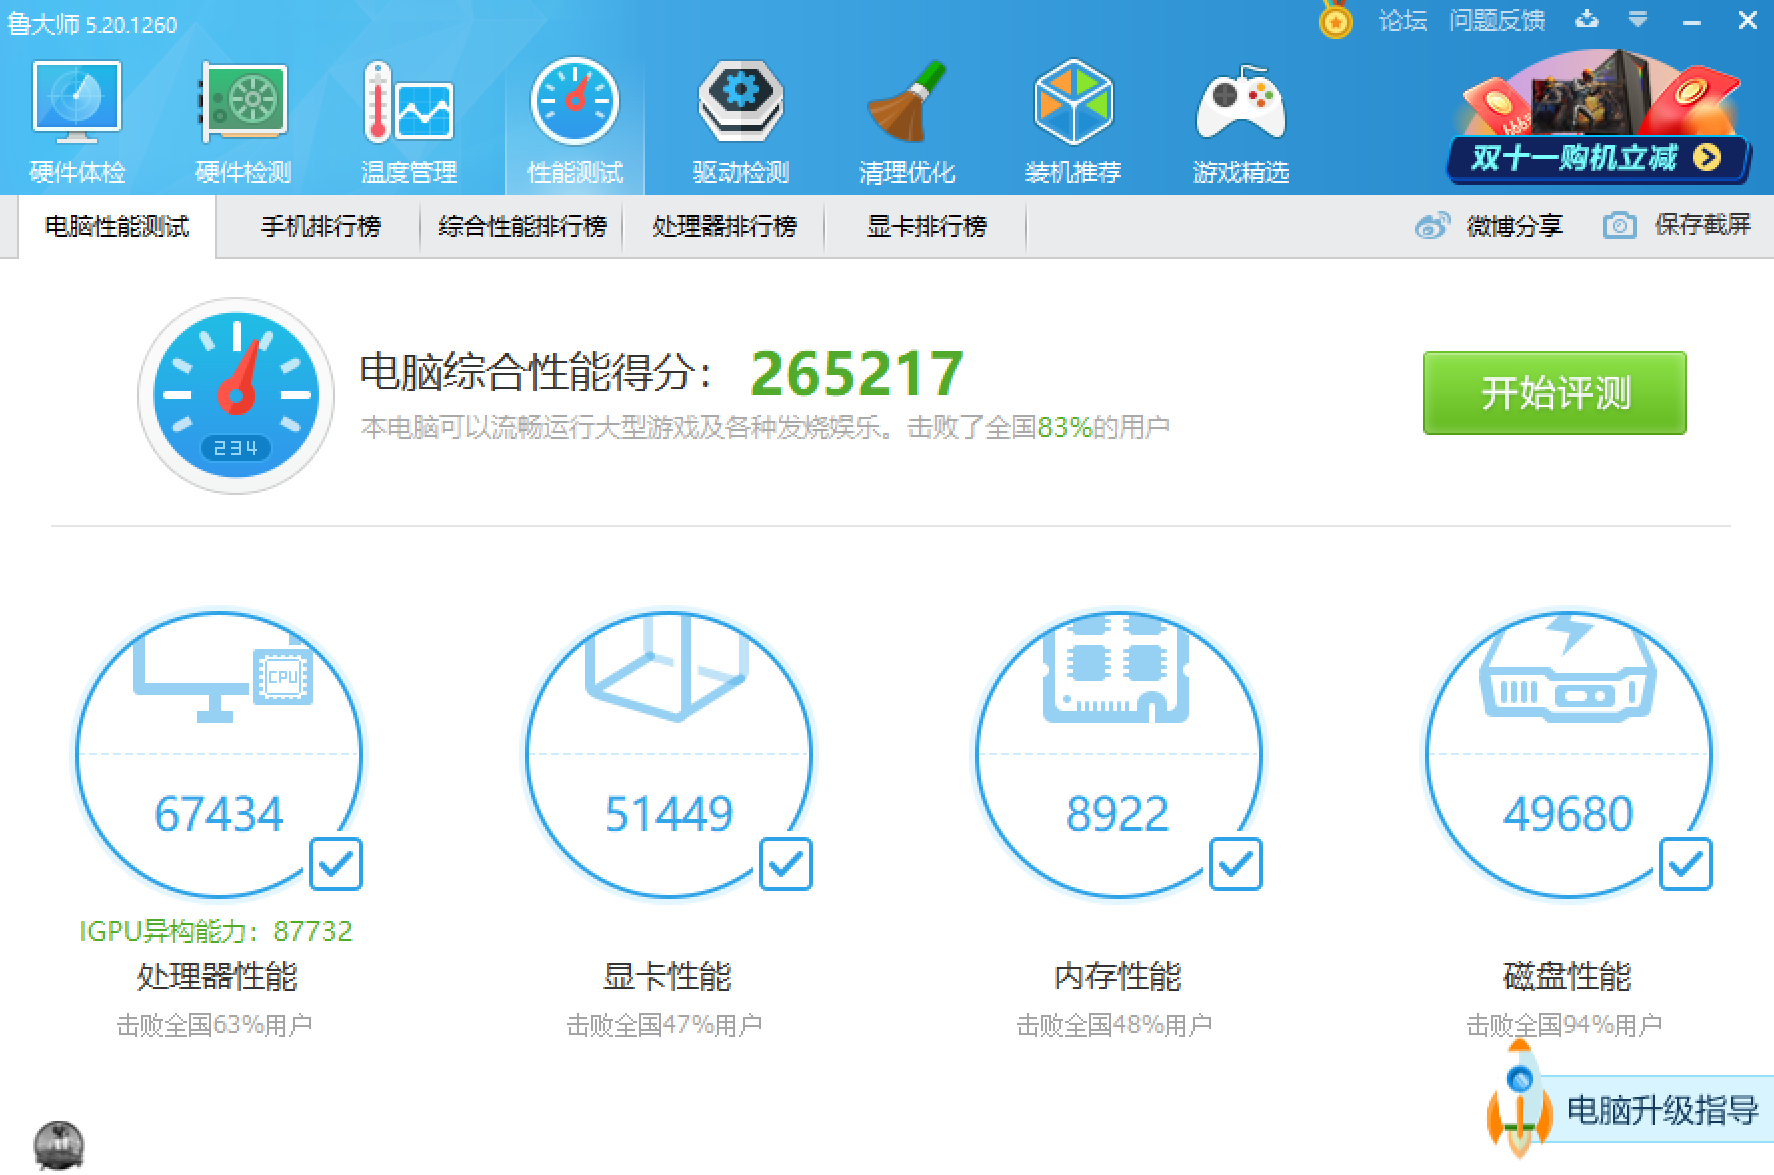 鲁大师 5.20.1260
论坛 问题反馈
硬件体检 硬件检测 温度管理 性能测试 驱动检测 清理优化 装机推荐 游戏精选
6666
双十一购机立减
电脑性能测试 手机排行榜 综合性能排行榜 处理器排行榜 显卡排行榜 微博分享 保存截屏
电脑综合性能得分： 265217
本电脑可以流畅运行大型游戏及各种发烧娱乐。击败了全国83%的用户
开始评测
234
CPU
67434 51449 8922 49680
IGPU异构能力：87732
处理器性能 显卡性能 内存性能 磁盘性能
击败全国63%用户 击败全国47%用户 击败全国48%用户 击败全国94%用户
电脑升级指导